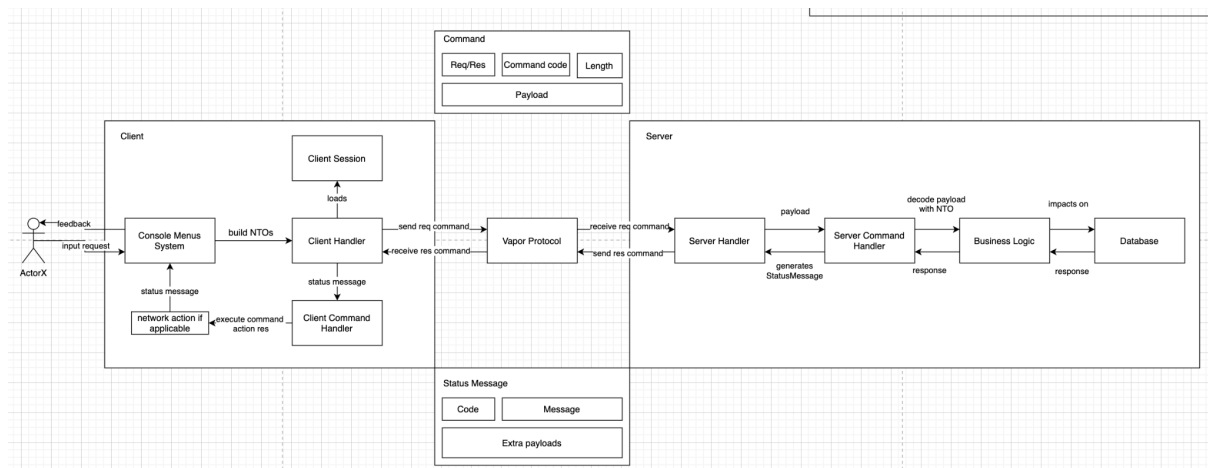 Command
Req/Res
Command code
Length
Payload
Client
Server
Client Session
loads
feedback
input request
ActorX
Console Menus
System
build NTOs
Client Handler
send req command
receive res command
Vapor Protocol
receive req command
send res command
Server Handler
payload
generates
StatusMessage
Server Command
Handler
decode payload
with NTO
response
Business Logic
impacts on
response
Database
status message
status message
network action if
applicable
execute command
action res
Client Command
Handler
Status Message
Code
Message
Extra payloads